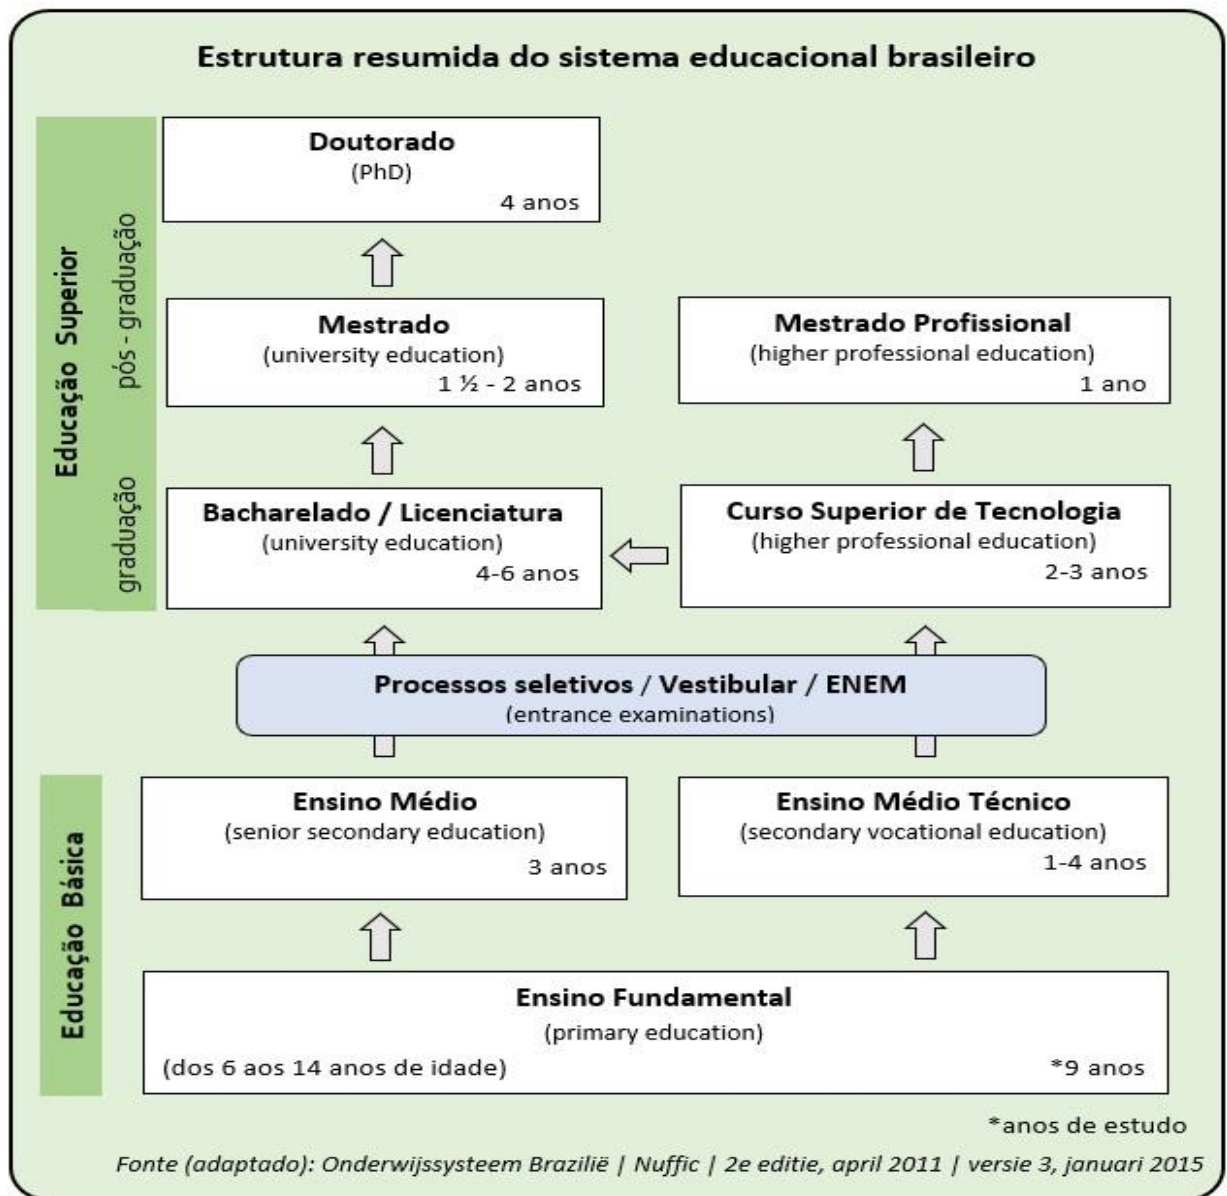 Estrutura resumida do sistema educacional brasileiro
Educação Superior
pós - graduação
graduação
Doutorado
(PhD)
4 anos
Mestrado
(university education)
1 ½ - 2 anos
Mestrado Profissional
(higher professional education)
1 ano
Bacharelado / Licenciatura
(university education)
4-6 anos
Curso Superior de Tecnologia
(higher professional education)
2-3 anos
Processos seletivos / Vestibular / ENEM
(entrance examinations)
Educação Básica
Ensino Médio
(senior secondary education)
3 anos
Ensino Médio Técnico
(secondary vocational education)
1-4 anos
Ensino Fundamental
(primary education)
(dos 6 aos 14 anos de idade) *9 anos
*anos de estudo
Fonte (adaptado): Onderwijssysteem Brazilië | Nuffic | 2e editie, april 2011 | versie 3, januari 2015